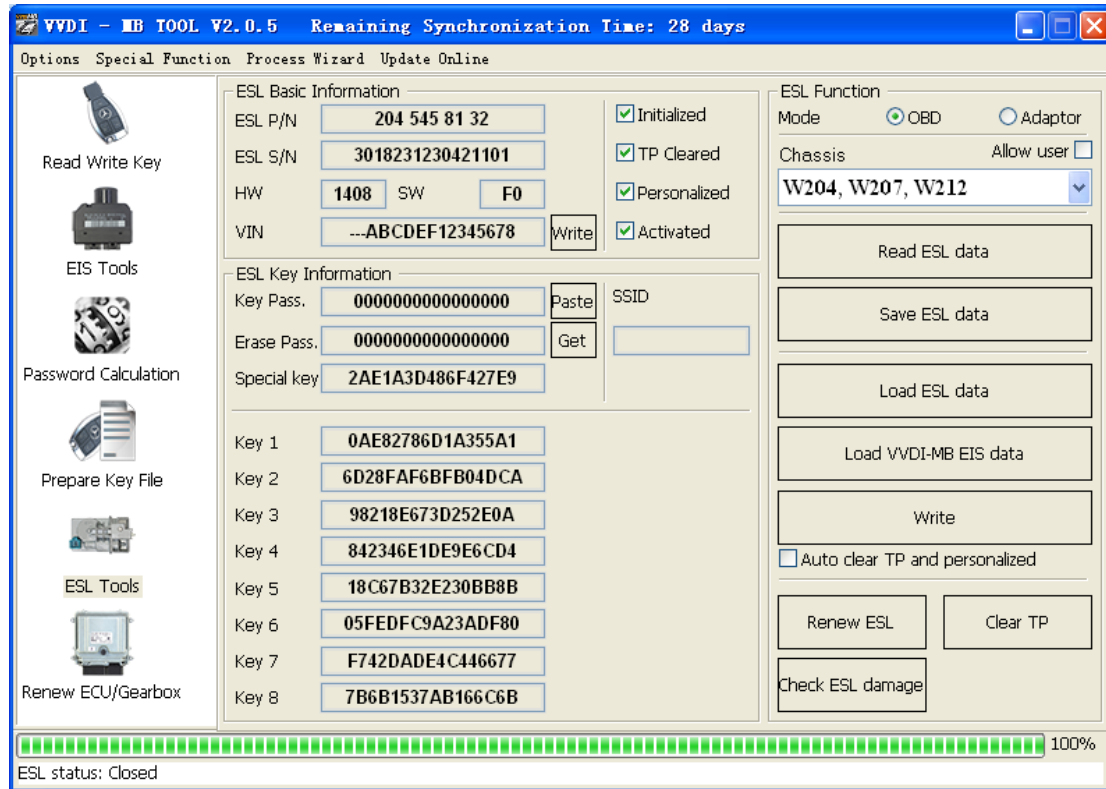 VVDI - MB TOOL V2.0.5 Remaining Synchronization Time: 28 days
Options Special Function Process Wizard Update Online
Read Write Key
EIS Tools
Password Calculation
Prepare Key File
ESL Tools
Renew ECU/Gearbox
ESL Basic Information
ESL P/N 204 545 81 32
ESL S/N 3018231230421101
HW 1408 SW F0
VIN ---ABCDEF12345678 Write
Initialized
TP Cleared
Personalized
Activated
ESL Key Information
Key Pass. 0000000000000000 Paste
Erase Pass. 0000000000000000 Get
Special key 2AE1A3D486F427E9
SSID
Key 1 0AE82786D1A355A1
Key 2 6D28FAF6BFB04DCA
Key 3 98218E673D252E0A
Key 4 842346E1DE9E6CD4
Key 5 18C67B32E230BB8B
Key 6 05FEDFC9A23ADF80
Key 7 F742DADE4C446677
Key 8 7B6B1537AB166C6B
ESL Function
Mode OBD Adaptor
Chassis Allow user
W204, W207, W212
Read ESL data
Save ESL data
Load ESL data
Load VVDI-MB EIS data
Write
Auto clear TP and personalized
Renew ESL Clear TP
Check ESL damage
100%
ESL status: Closed